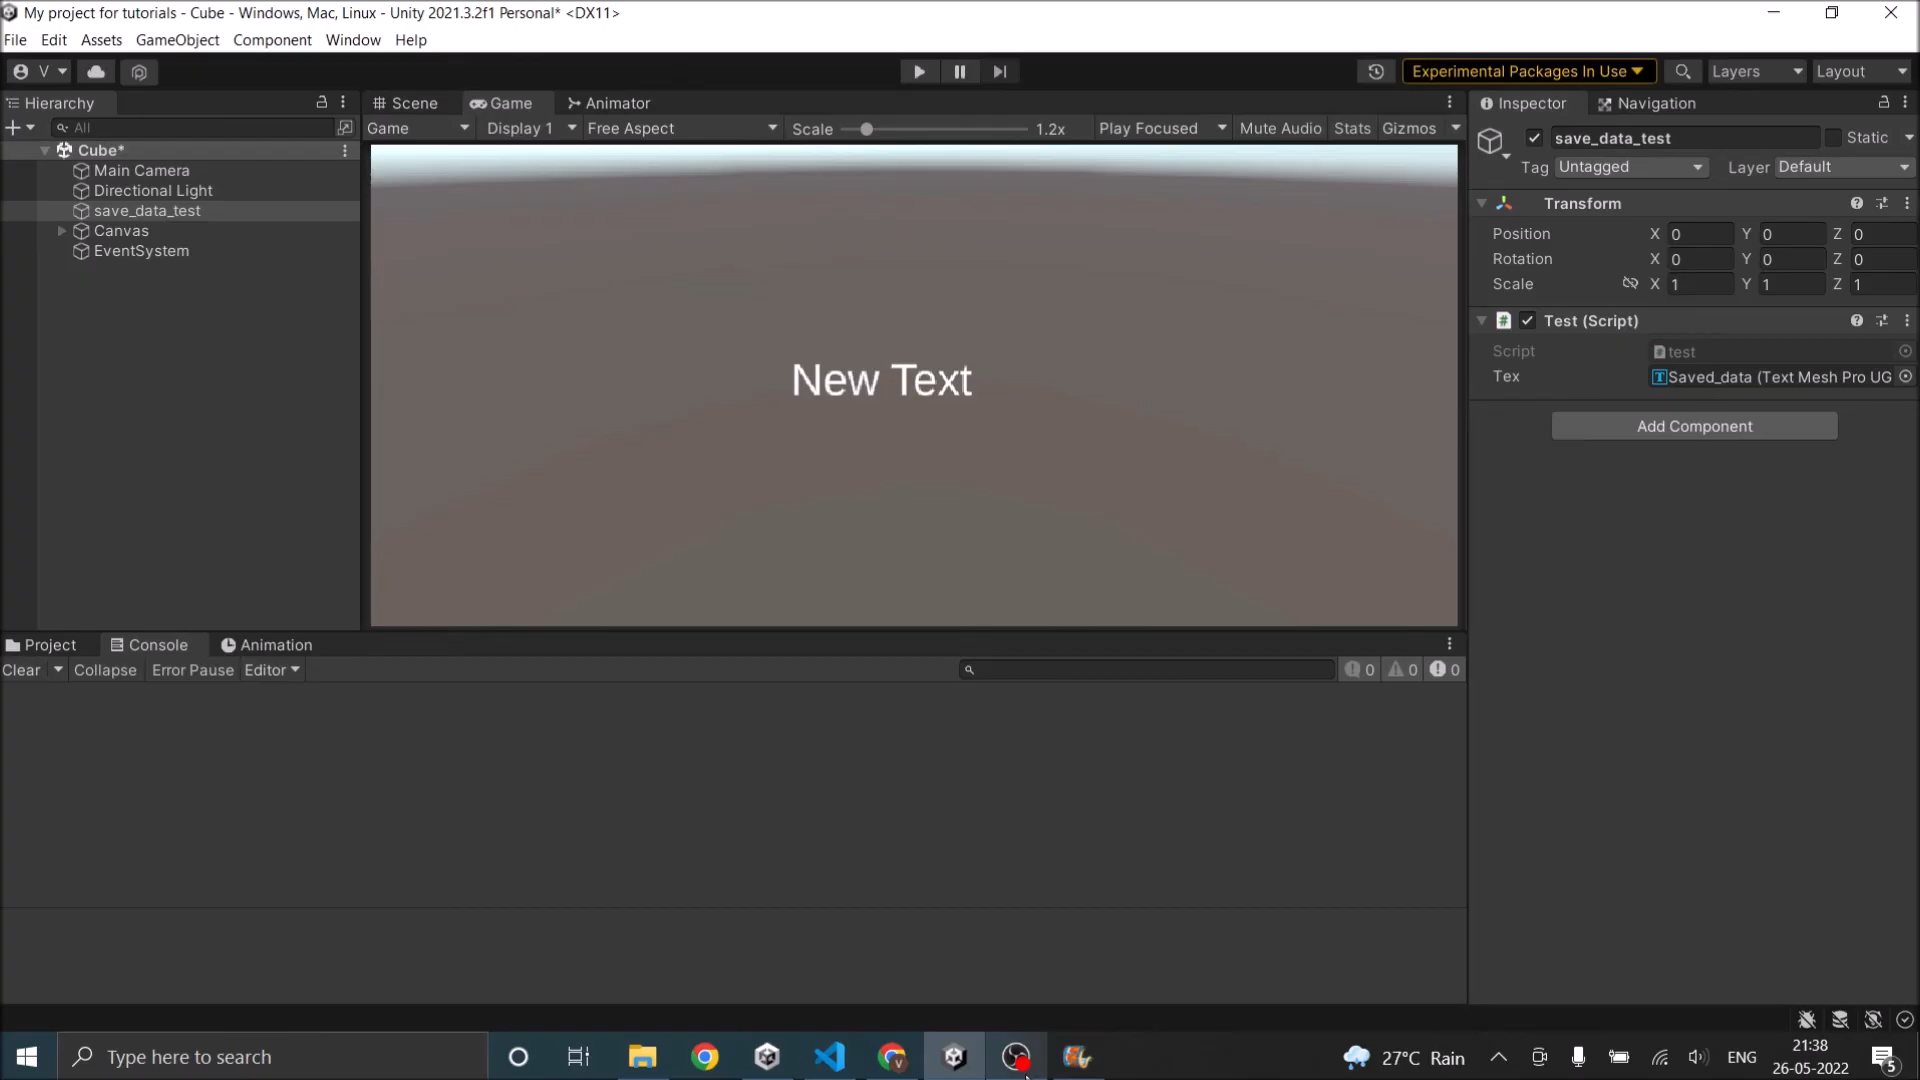 My project for tutorials - Cube - Windows, Mac, Linux - Unity 2021.3.2f1 Personal* <DX11>
File Edit Assets GameObject Component Window Help
V Experimental Packages In Use Layers Layout
Hierarchy
All
Cube*
Main Camera
Directional Light
save_data_test
Canvas
EventSystem
Scene Game Animator
Game Display 1 Free Aspect Scale 1.2x Play Focused Mute Audio Stats Gizmos
New Text
Inspector Navigation
save_data_test Static
Tag Untagged Layer Default
Transform
Position X 0 Y 0 Z 0
Rotation X 0 Y 0 Z 0
Scale X 1 Y 1 Z 1
# Test (Script)
Script test
Tex Saved_data (Text Mesh Pro UG
Add Component
Project Console Animation
Clear Collapse Error Pause Editor 0 0 0
Type here to search
27°C Rain ENG
21:38
26-05-2022
5